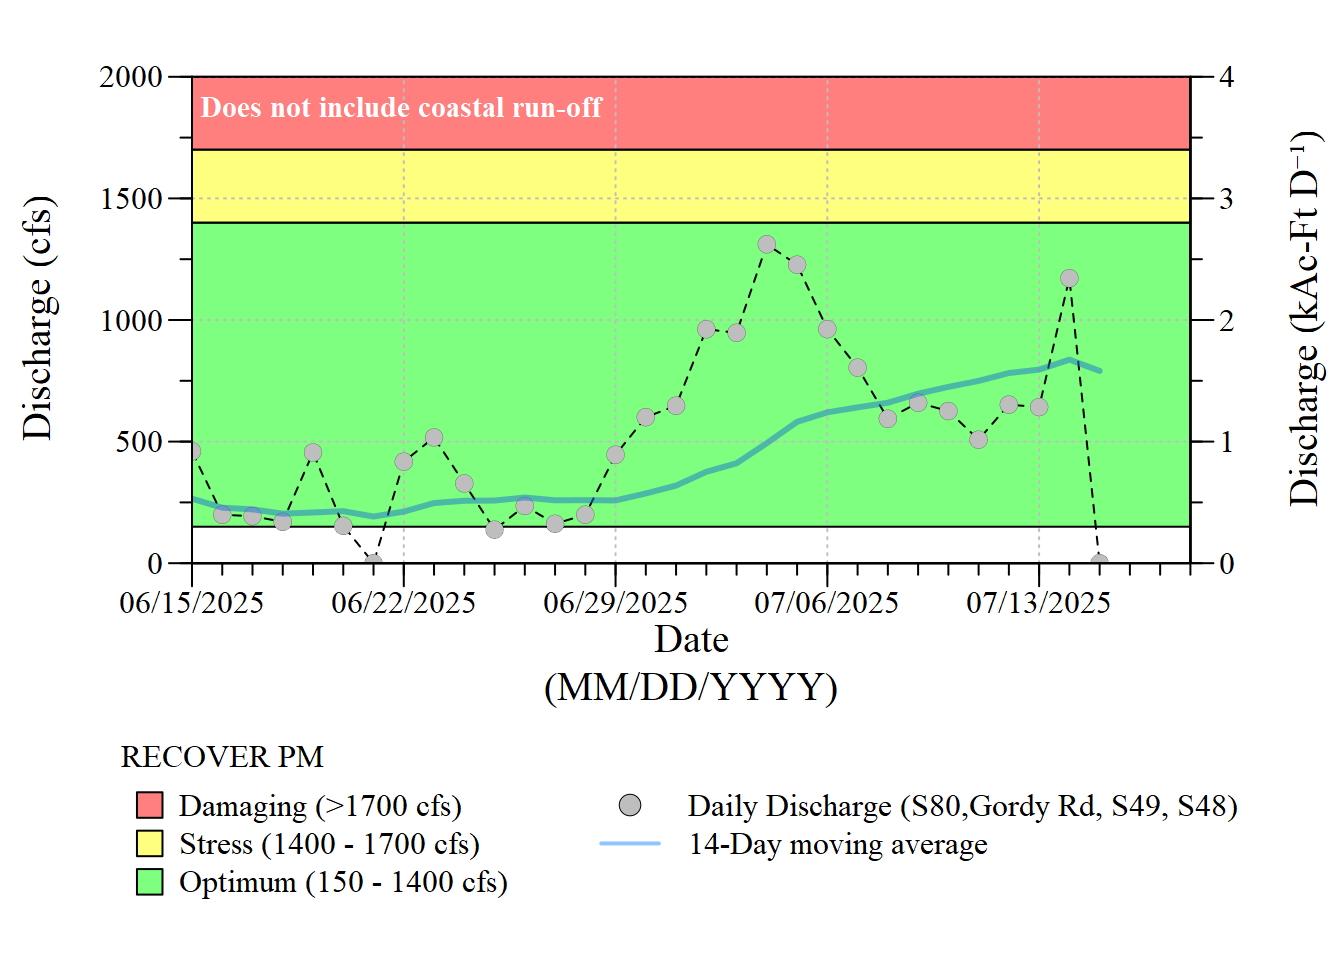 Does not include coastal run-off
2000
1500
1000
500
0
Discharge (cfs)
4
3
2
1
0
Discharge (kAc-Ft D⁻¹)
06/15/2025 06/22/2025 06/29/2025 07/06/2025 07/13/2025
Date
(MM/DD/YYYY)
RECOVER PM
Damaging (>1700 cfs)
Stress (1400 - 1700 cfs)
Optimum (150 - 1400 cfs)
Daily Discharge (S80,Gordy Rd, S49, S48)
14-Day moving average